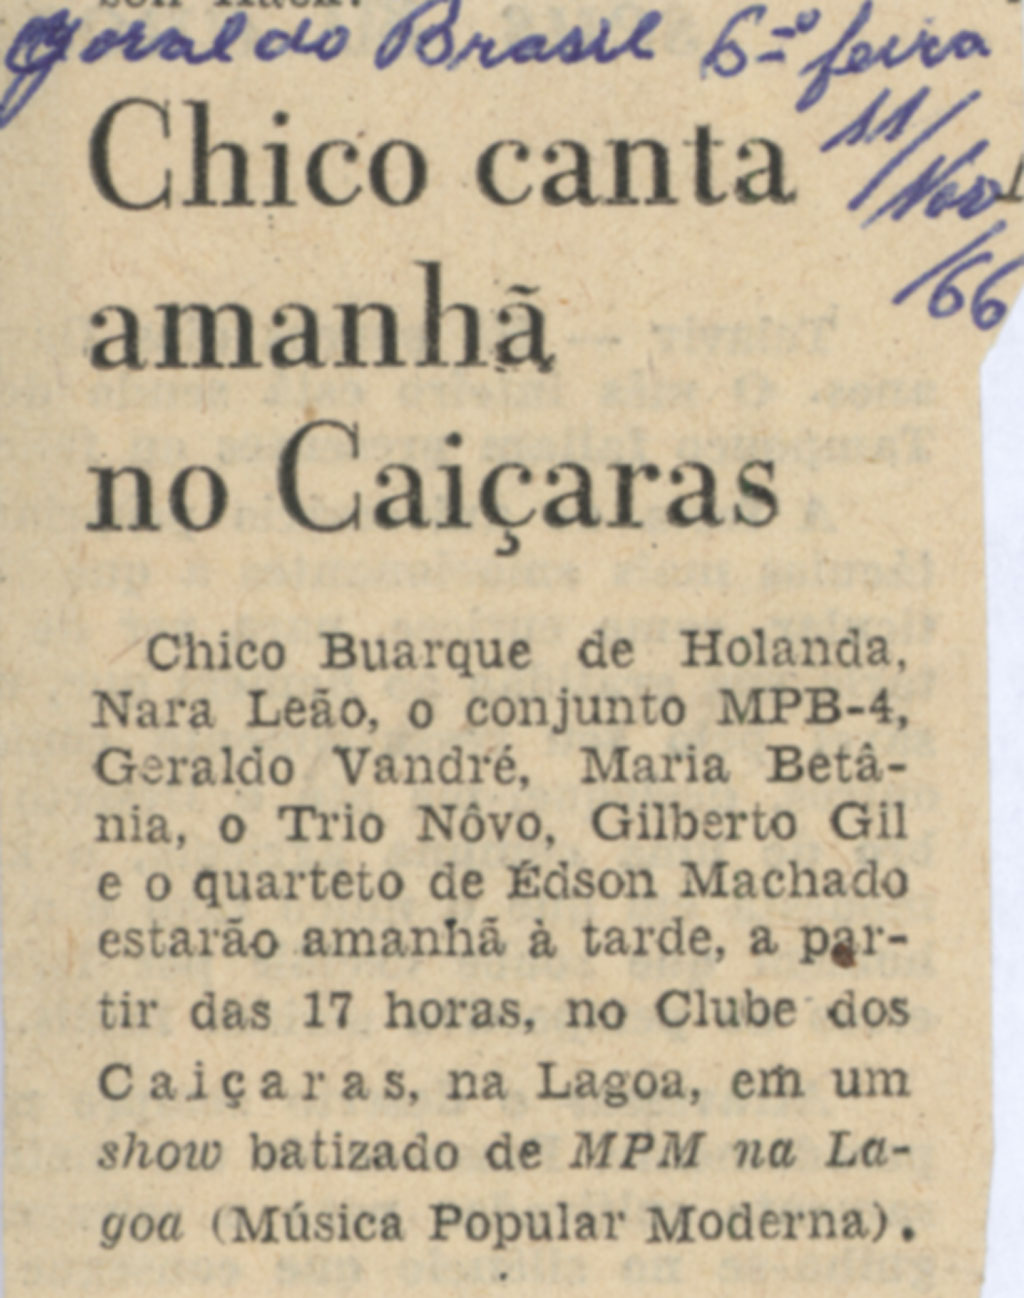 Joral do Brasil 6-º feira
11/Nov/66
Chico canta
amanhã
no Caiçaras
Chico Buarque de Holanda,
Nara Leão, o conjunto MPB-4,
Geraldo Vandré, Maria Betâ-
nia, o Trio Nôvo, Gilberto Gil
e o quarteto de Édson Machado
estarão amanhã à tarde, a par-
tir das 17 horas, no Clube dos
Caiçaras, na Lagoa, em um
show batizado de MPM na La-
goa (Música Popular Moderna).